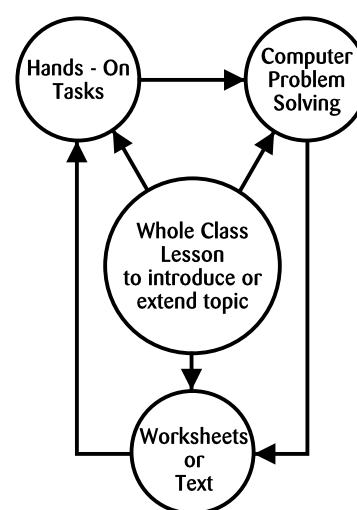 Hands - On
Tasks
Computer
Problem
Solving
Whole Class
Lesson
to introduce or
extend topic
Worksheets
or
Text